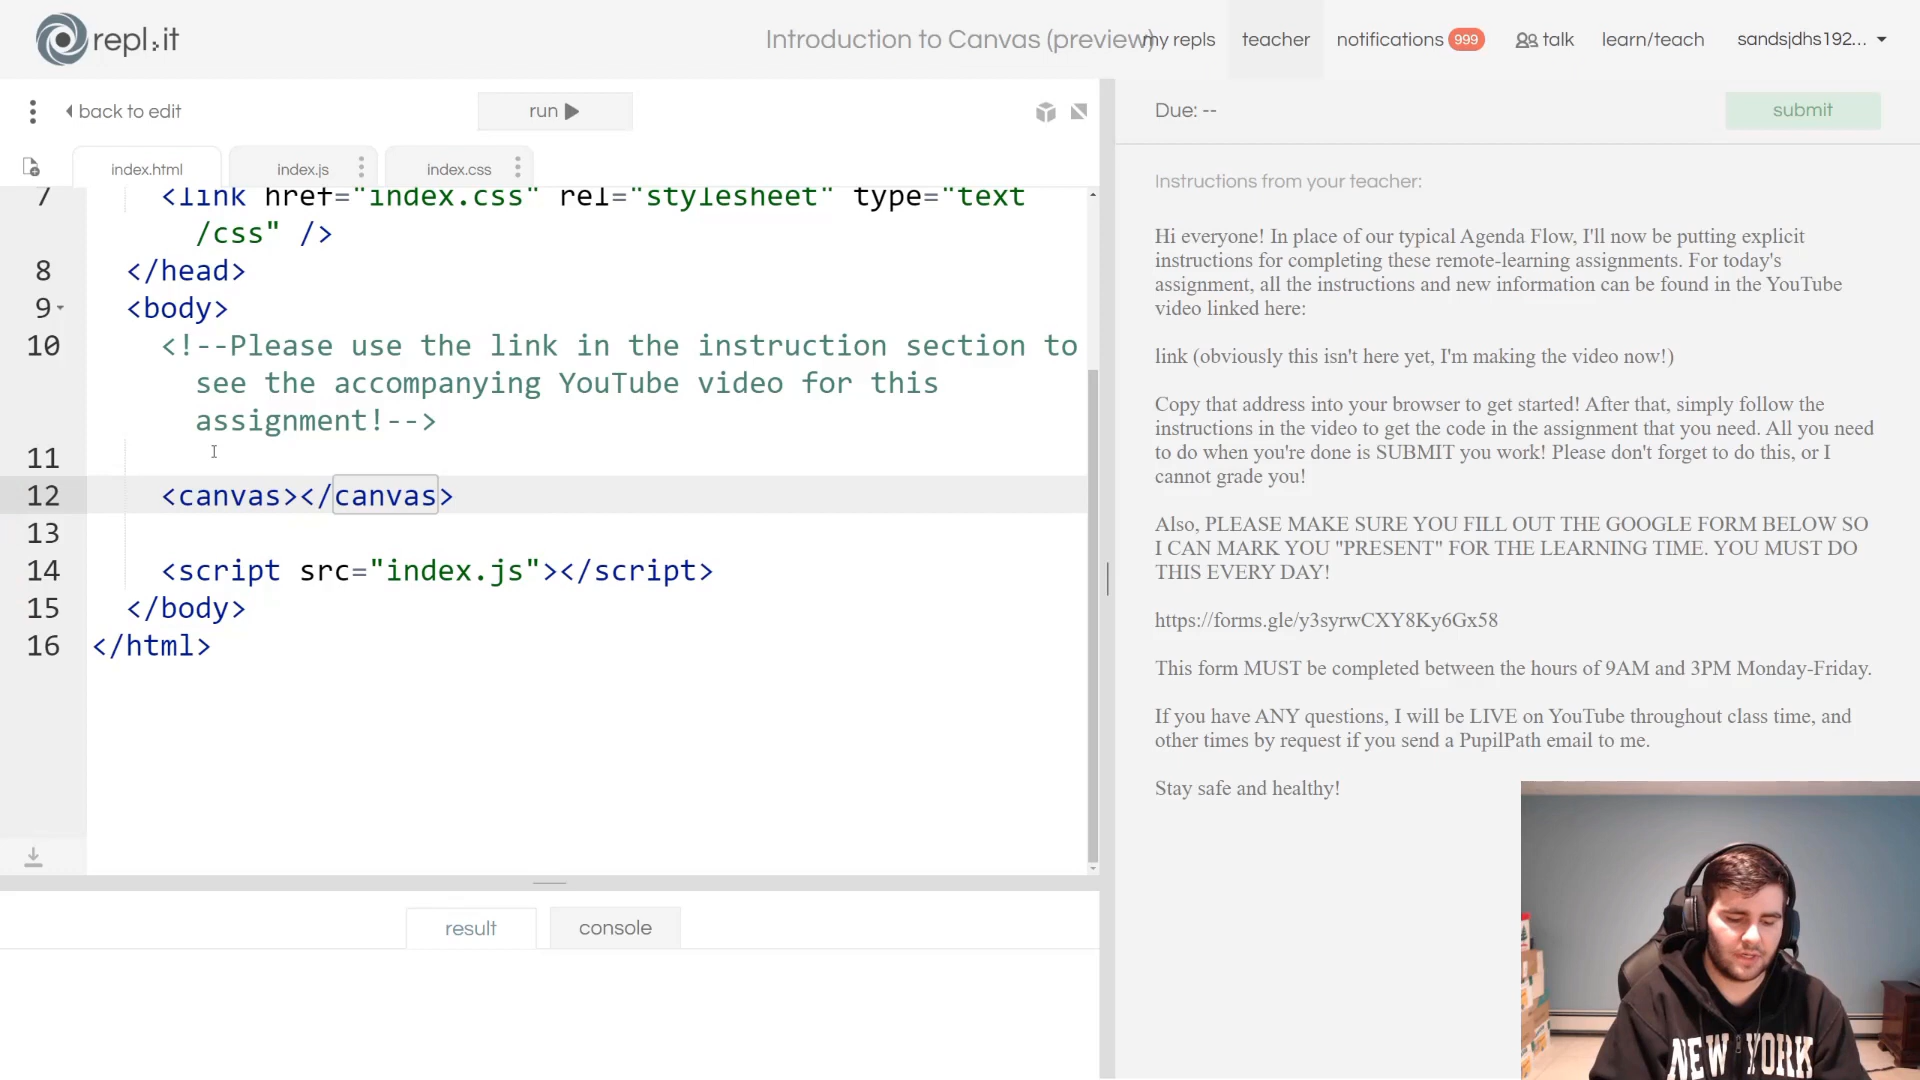 repl.it
Introduction to Canvas (preview)
my repls
teacher
notifications 999
talk
learn/teach
sandsjdhs192...
back to edit
run
Due: --
submit
index.html
index.js
index.css
7 <link href="index.css" rel="stylesheet" type="text
/css" />
8 </head>
9 <body>
10 <!--Please use the link in the instruction section to
see the accompanying YouTube video for this
assignment!-->
11
12 <canvas></canvas>
13
14 <script src="index.js"></script>
15 </body>
16 </html>
result
console
Instructions from your teacher:
Hi everyone! In place of our typical Agenda Flow, I'll now be putting explicit
instructions for completing these remote-learning assignments. For today's
assignment, all the instructions and new information can be found in the YouTube
video linked here:
link (obviously this isn't here yet, I'm making the video now!)
Copy that address into your browser to get started! After that, simply follow the
instructions in the video to get the code in the assignment that you need. All you need
to do when you're done is SUBMIT you work! Please don't forget to do this, or I
cannot grade you!
Also, PLEASE MAKE SURE YOU FILL OUT THE GOOGLE FORM BELOW SO
I CAN MARK YOU "PRESENT" FOR THE LEARNING TIME. YOU MUST DO
THIS EVERY DAY!
https://forms.gle/y3syrwCXY8Ky6Gx58
This form MUST be completed between the hours of 9AM and 3PM Monday-Friday.
If you have ANY questions, I will be LIVE on YouTube throughout class time, and
other times by request if you send a PupilPath email to me.
Stay safe and healthy!
NEW YORK